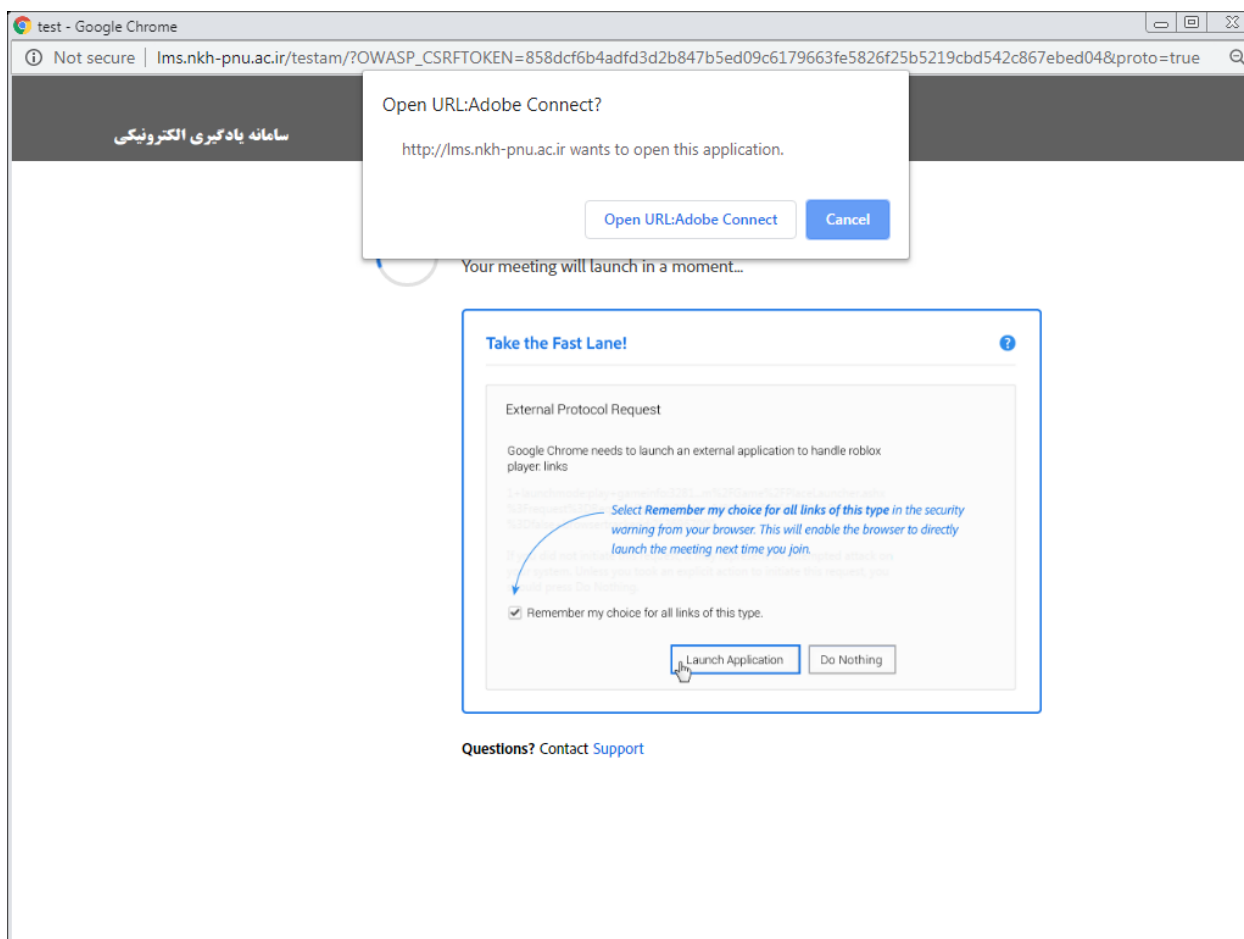 test - Google Chrome
Not secure | lms.nkh-pnu.ac.ir/testam/?OWASP_CSRFTOKEN=858dcf6b4adfd3d2b847b5ed09c6179663fe5826f25b5219cbd542c867ebed04&proto=true
سامانه یادگیری الکترونیکی
Open URL:Adobe Connect?
http://lms.nkh-pnu.ac.ir wants to open this application.
Open URL:Adobe Connect
Cancel
Your meeting will launch in a moment...
Take the Fast Lane!
?
External Protocol Request
Google Chrome needs to launch an external application to handle roblox
player: links
Select Remember my choice for all links of this type in the security
warning from your browser. This will enable the browser to directly
launch the meeting next time you join.
Remember my choice for all links of this type.
Launch Application
Do Nothing
Questions? Contact Support